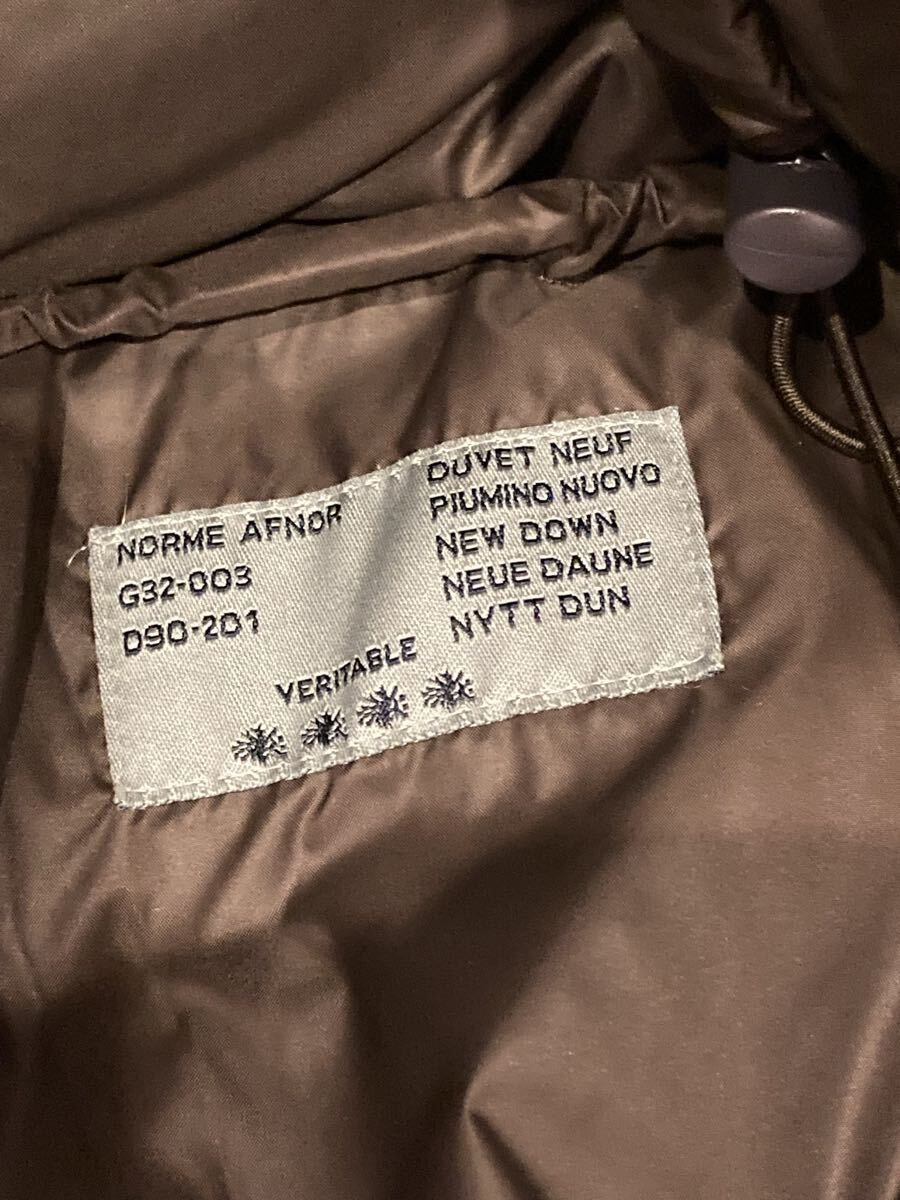 NORME AFNOR
G32-003
D90-201
DUVET NEUF
PIUMINO NUOVO
NEW DOWN
NEUE DAUNE
NYTT DUN
VERITABLE